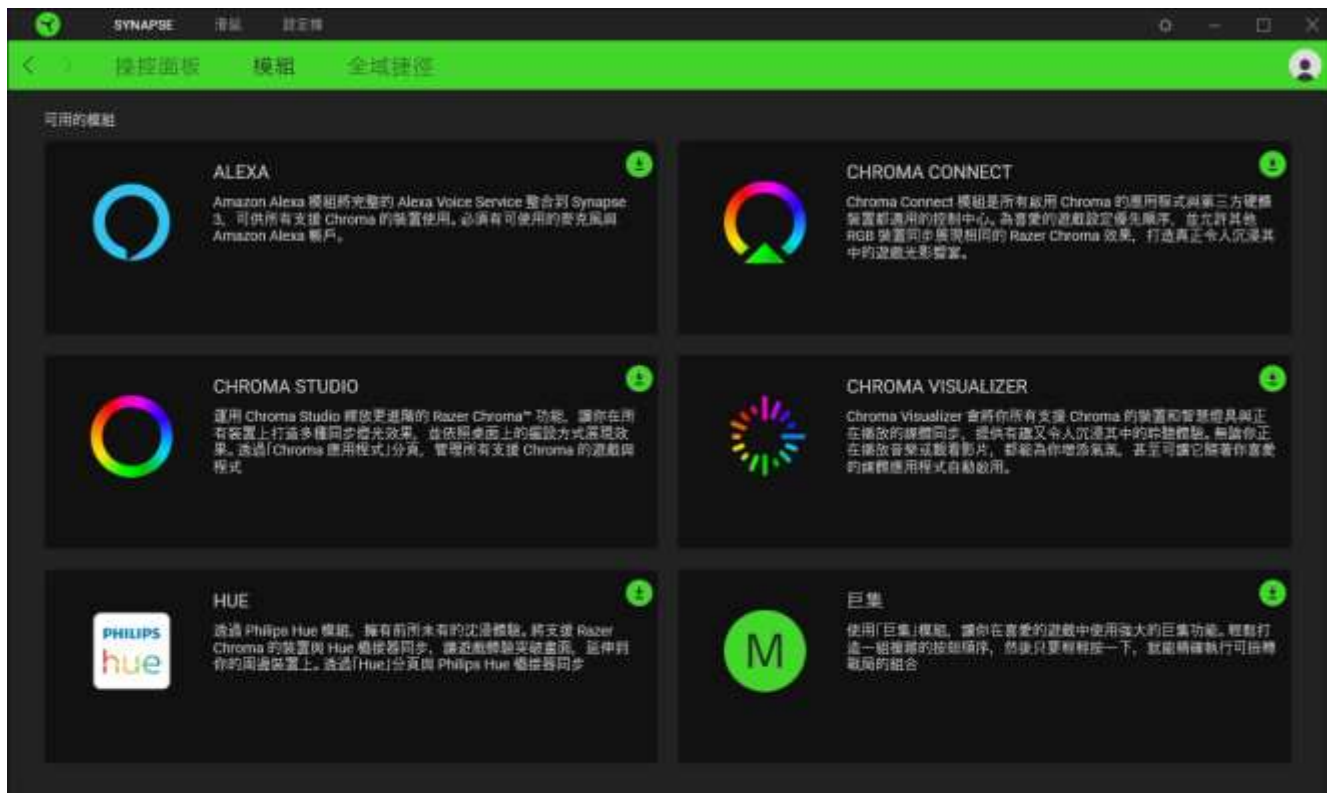 SYNAPSE 滑鼠 設定檔
操控面板 模組 全域捷徑
可用的模組
ALEXA
Amazon Alexa 模組將完整的 Alexa Voice Service 整合到 Synapse
3，可供所有支援 Chroma 的裝置使用。必須有可使用的麥克風與
Amazon Alexa 帳戶。
CHROMA CONNECT
Chroma Connect 模組是所有啟用 Chroma 的應用程式與第三方硬體
裝置都適用的控制中心。為喜愛的遊戲設定優先順序，並允許其他
RGB 裝置同步展現相同的 Razer Chroma 效果，打造真正令人沉浸其
中的遊戲光影饗宴。
CHROMA STUDIO
運用 Chroma Studio 釋放更進階的 Razer Chroma™ 功能，讓你在所
有裝置上打造多種同步燈光效果，並依照桌面上的擺設方式展現效
果。透過「Chroma 應用程式」分頁，管理所有支援 Chroma 的遊戲與
程式
CHROMA VISUALIZER
Chroma Visualizer 會將你所有支援 Chroma 的裝置和智慧燈具與正
在播放的媒體同步，提供有趣又令人沉浸其中的聆聽體驗。無論你正
在播放音樂或觀看影片，都能為你增添氣氛，甚至可讓它隨著你喜愛
的媒體應用程式自動啟用。
PHILIPS
hue
HUE
透過 Philips Hue 模組，擁有前所未有的沈浸體驗。將支援 Razer
Chroma 的裝置與 Hue 橋接器同步，讓遊戲體驗突破畫面，延伸到
你的周邊裝置上。透過「Hue」分頁與 Philips Hue 橋接器同步
M
巨集
使用「巨集」模組，讓你在喜愛的遊戲中使用強大的巨集功能。輕鬆打
造一組複雜的按鈕順序，然後只要輕輕按一下，就能精確執行可扭轉
戰局的組合